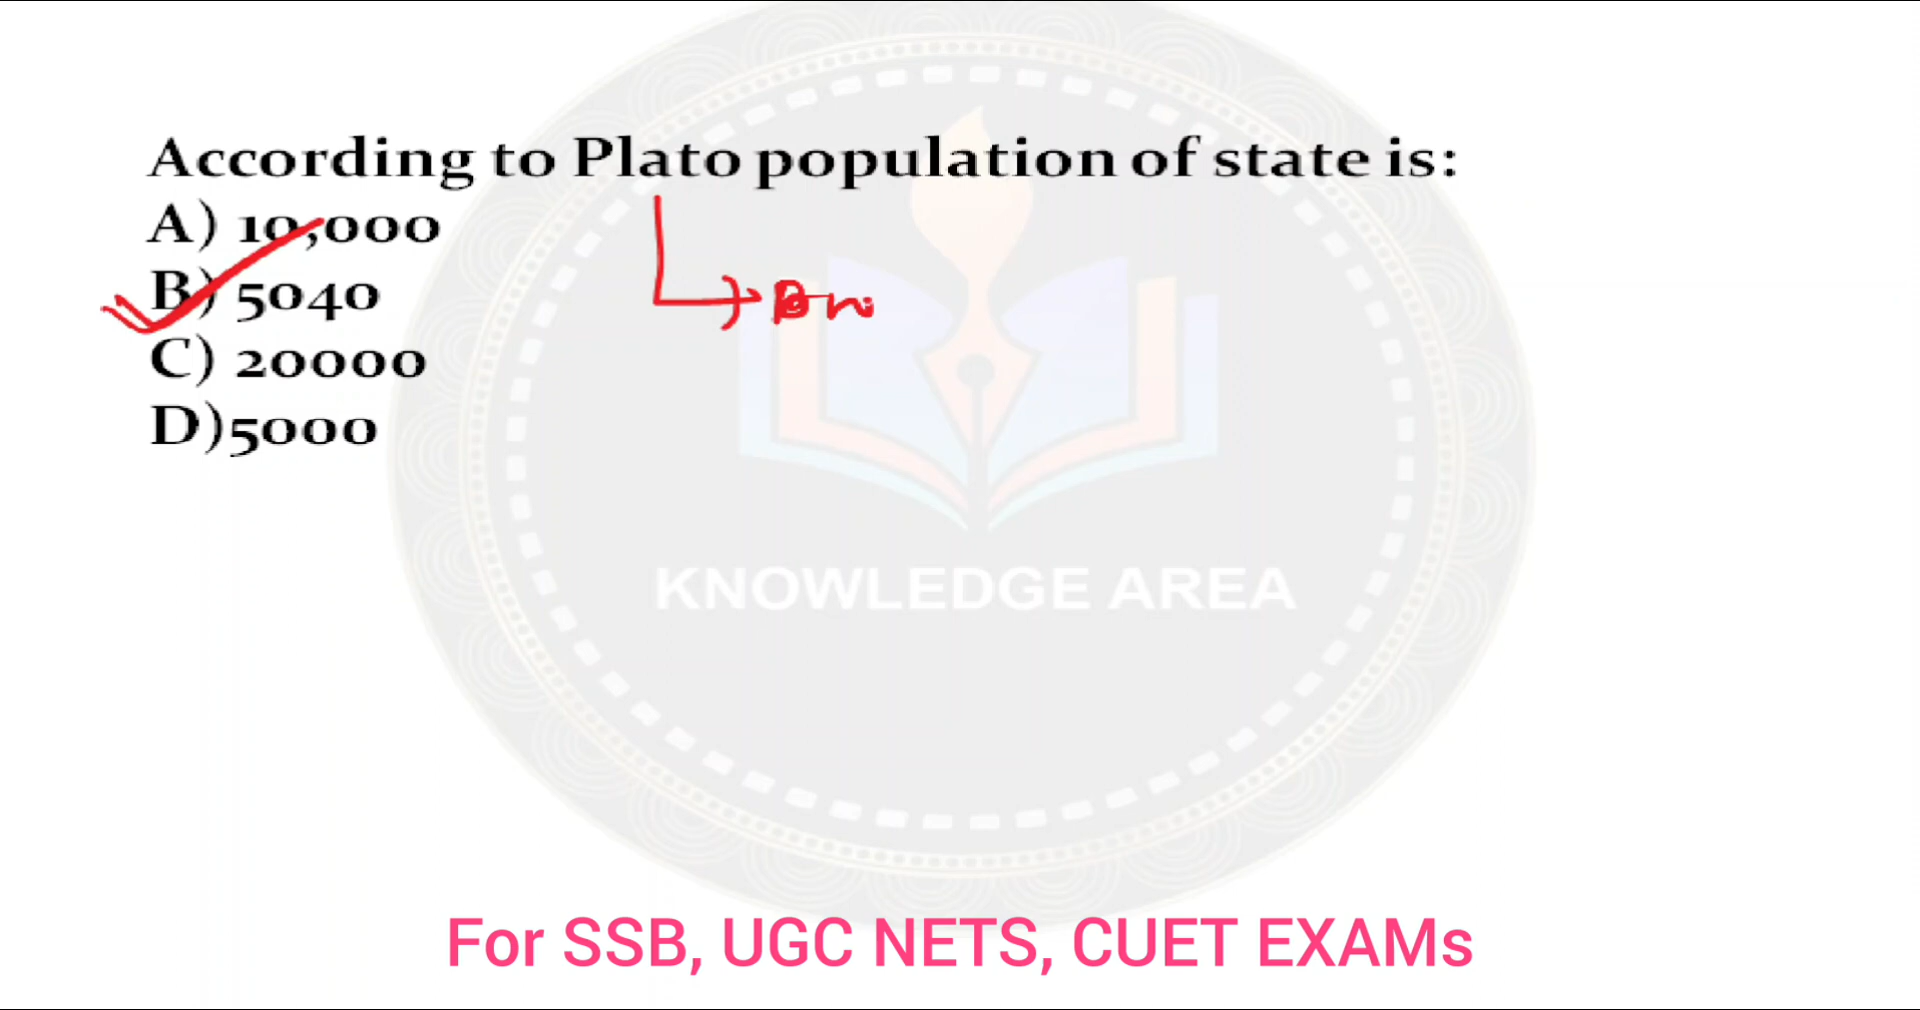 According to Plato population of state is:
A) 10,000
B) 5040
C) 20000
D)5000
KNOWLEDGE AREA
For SSB, UGC NETS, CUET EXAMs